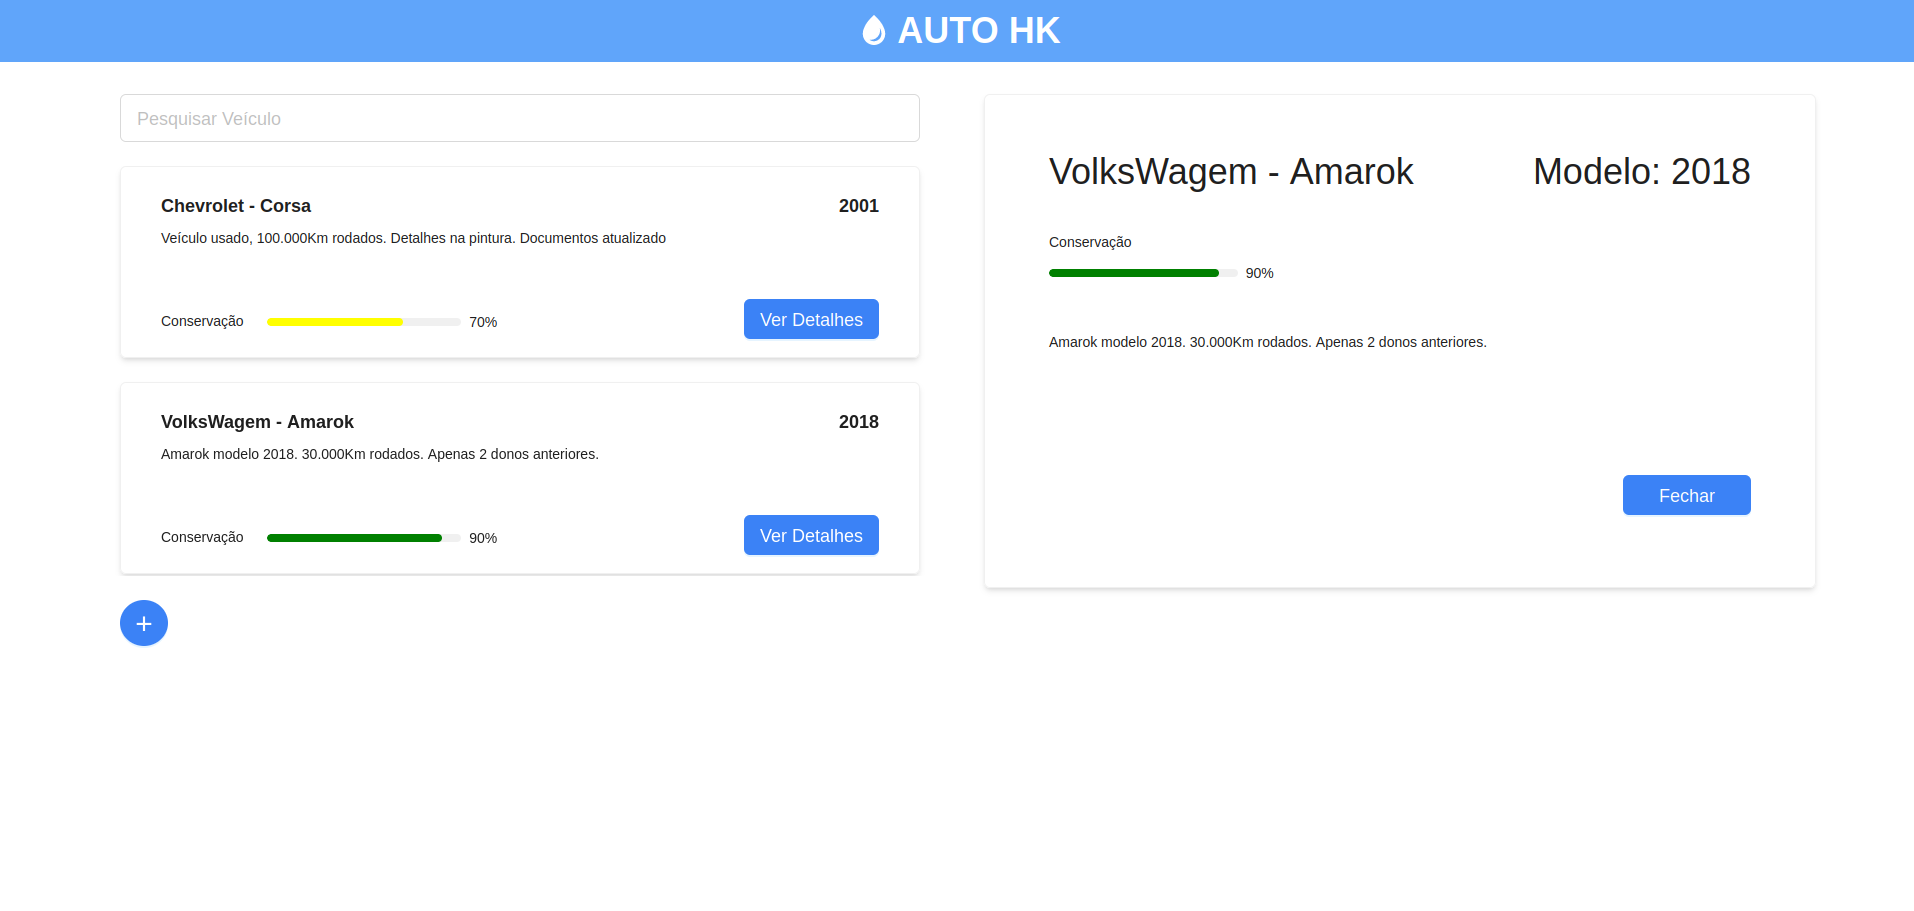 AUTO HK
Pesquisar Veículo
Chevrolet - Corsa
2001
Veículo usado, 100.000Km rodados. Detalhes na pintura. Documentos atualizado
Conservação
70%
Ver Detalhes
VolksWagem - Amarok
2018
Amarok modelo 2018. 30.000Km rodados. Apenas 2 donos anteriores.
Conservação
90%
Ver Detalhes
+
VolksWagem - Amarok
Modelo: 2018
Conservação
90%
Amarok modelo 2018. 30.000Km rodados. Apenas 2 donos anteriores.
Fechar